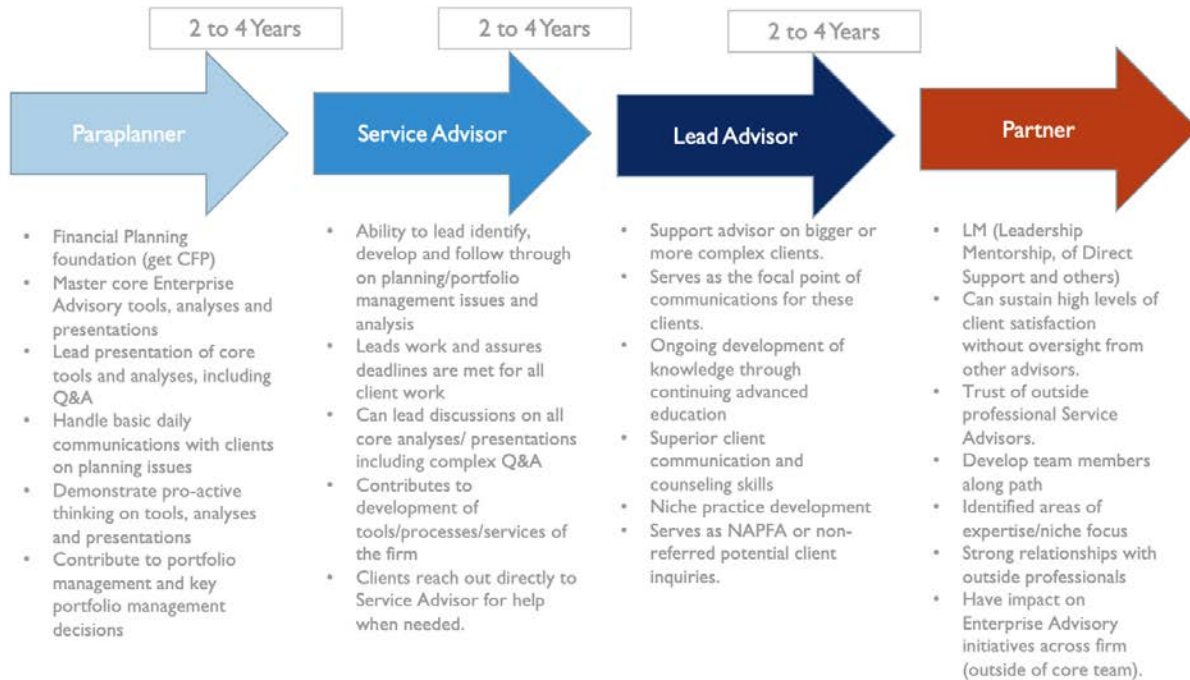 2 to 4 Years
2 to 4 Years
2 to 4 Years
Paraplanner
Service Advisor
Lead Advisor
Partner
• Financial Planning
foundation (get CFP)
• Master core Enterprise
Advisory tools, analyses and
presentations
• Lead presentation of core
tools and analyses, including
Q&A
• Handle basic daily
communications with clients
on planning issues
• Demonstrate pro-active
thinking on tools, analyses
and presentations
• Contribute to portfolio
management and key
portfolio management
decisions
• Ability to lead identify,
develop and follow through
on planning/portfolio
management issues and
analysis
• Leads work and assures
deadlines are met for all
client work
• Can lead discussions on all
core analyses/ presentations
including complex Q&A
• Contributes to
development of
tools/processes/services of
the firm
• Clients reach out directly to
Service Advisor for help
when needed.
• Support advisor on bigger or
more complex clients.
• Serves as the focal point of
communications for these
clients.
• Ongoing development of
knowledge through
continuing advanced
education
• Superior client
communication and
counseling skills
• Niche practice development
• Serves as NAPFA or non-
referred potential client
inquiries.
• LM (Leadership
Mentorship, of Direct
Support and others)
• Can sustain high levels of
client satisfaction
without oversight from
other advisors.
• Trust of outside
professional Service
Advisors.
• Develop team members
along path
• Identified areas of
expertise/niche focus
• Strong relationships with
outside professionals
• Have impact on
Enterprise Advisory
initiatives across firm
(outside of core team).